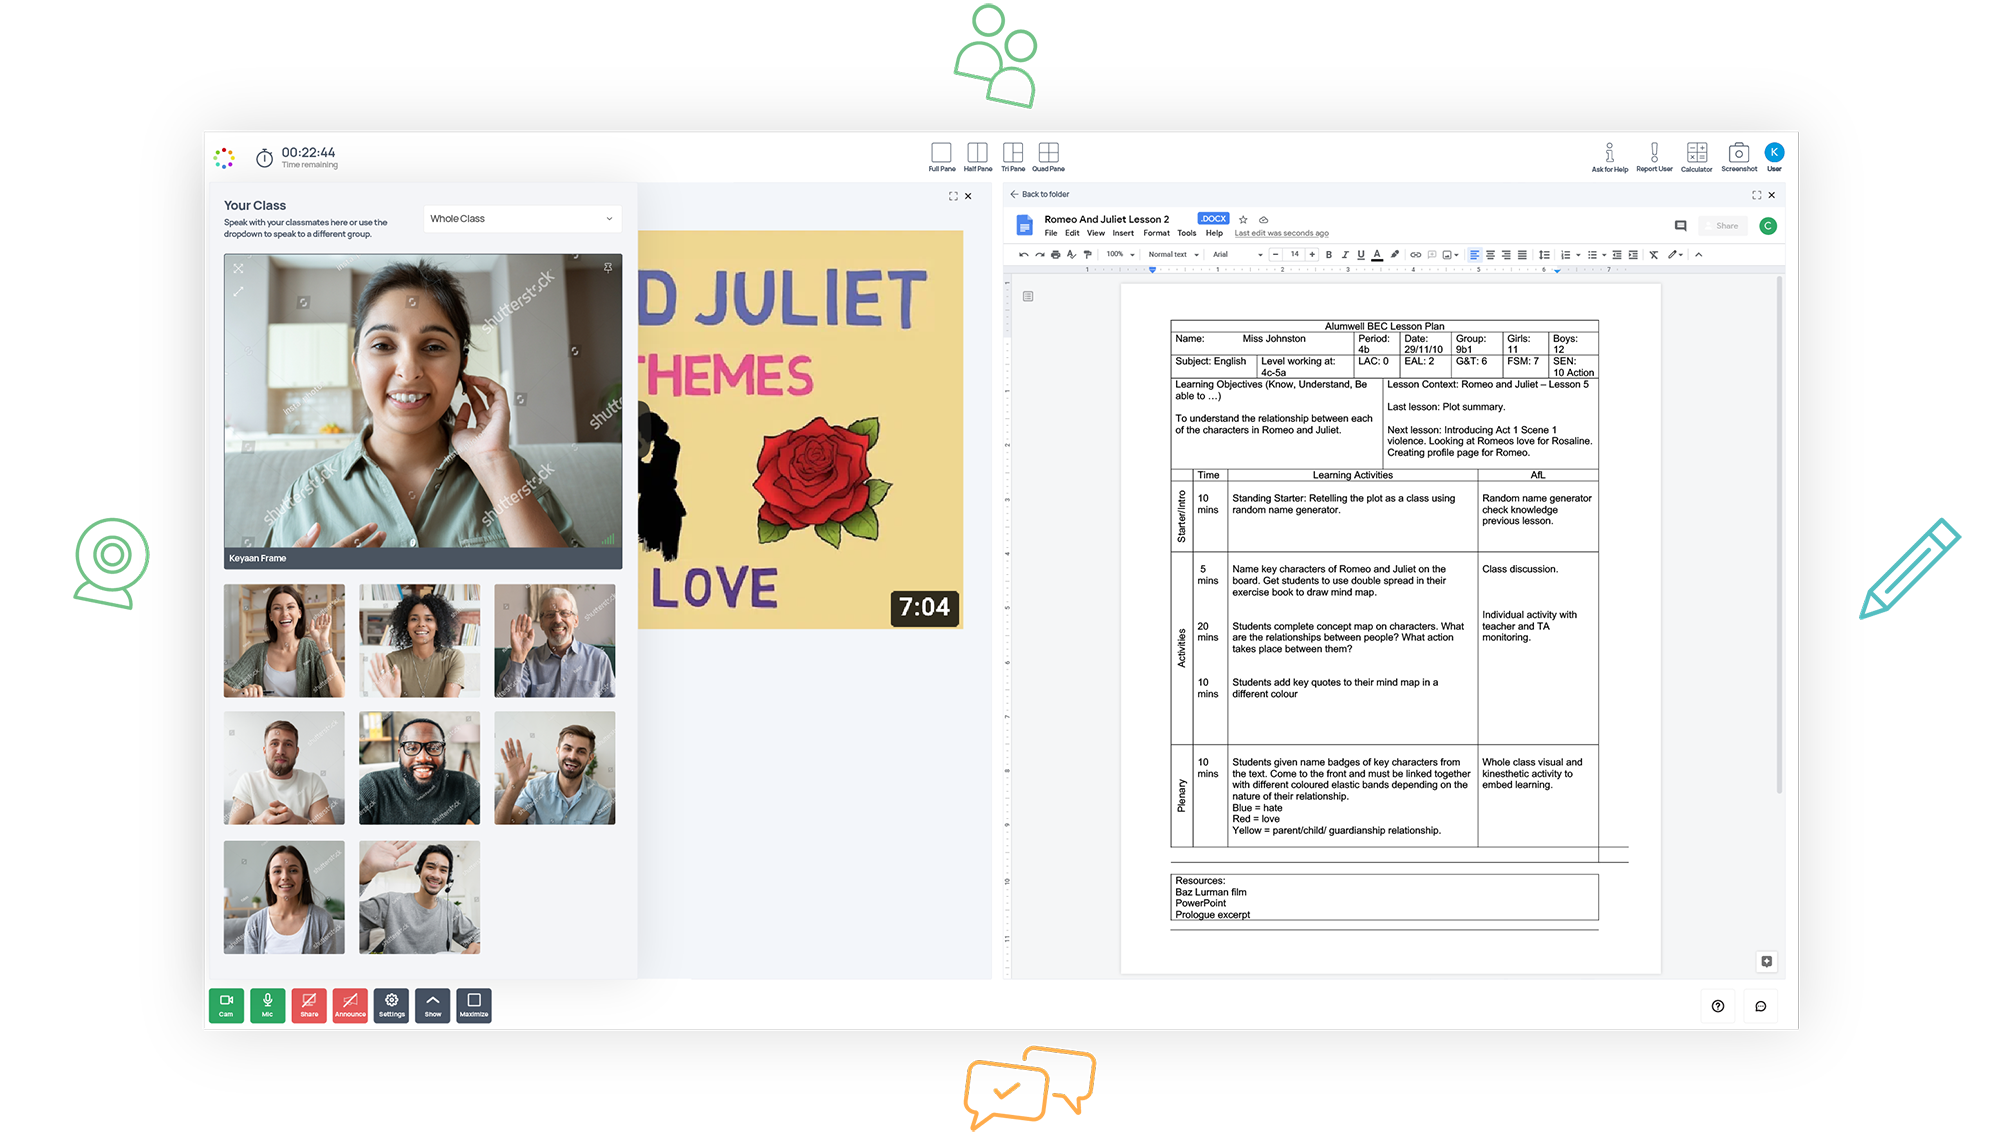 00:22:44
Time remaining
Full Pane
Half Pane
Tri Pane
Quad Pane
Ask for Help
Report User
Calculator
Screenshot
K
User
Your Class
Speak with your classmates here or use the
dropdown to speak to a different group.
Whole Class
shutterstock
shutterstock
shutterstock
Keyaan Frame
D JULIET
THEMES
LOVE
7:04
Cam
Mic
Share
Announce
Settings
Show
Maximize
Back to folder
Romeo And Juliet Lesson 2
.DOCX
File Edit View Insert Format Tools Help Last edit was seconds ago
Share
C
100% Normal text Arial 14 B I U A
Alumwell BEC Lesson Plan
Name: Miss Johnston
Period: 4b
Date: 29/11/10
Group: 9b1
Girls: 11
Boys: 12
Subject: English
Level working at: 4c-5a
LAC: 0
EAL: 2
G&T: 6
FSM: 7
SEN: 10 Action
Learning Objectives (Know, Understand, Be
able to …)
To understand the relationship between each
of the characters in Romeo and Juliet.
Lesson Context: Romeo and Juliet – Lesson 5
Last lesson: Plot summary.
Next lesson: Introducing Act 1 Scene 1
violence. Looking at Romeos love for Rosaline.
Creating profile page for Romeo.
Time
Learning Activities
AfL
Starter/Intro
10
mins
Standing Starter: Retelling the plot as a class using
random name generator.
Random name generator
check knowledge
previous lesson.
Activities
5
mins
Name key characters of Romeo and Juliet on the
board. Get students to use double spread in their
exercise book to draw mind map.
Class discussion.
20
mins
Students complete concept map on characters. What
are the relationships between people? What action
takes place between them?
Individual activity with
teacher and TA
monitoring.
10
mins
Students add key quotes to their mind map in a
different colour
Plenary
10
mins
Students given name badges of key characters from
the text. Come to the front and must be linked together
with different coloured elastic bands depending on the
nature of their relationship.
Blue = hate
Red = love
Yellow = parent/child/ guardianship relationship.
Whole class visual and
kinesthetic activity to
embed learning.
Resources:
Baz Lurman film
PowerPoint
Prologue excerpt